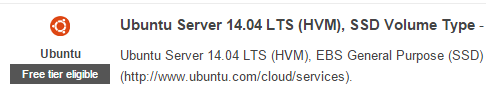 Ubuntu Server 14.04 LTS (HVM), SSD Volume Type -
Ubuntu
Free tier eligible
Ubuntu Server 14.04 LTS (HVM), EBS General Purpose (SSD)
(http://www.ubuntu.com/cloud/services).